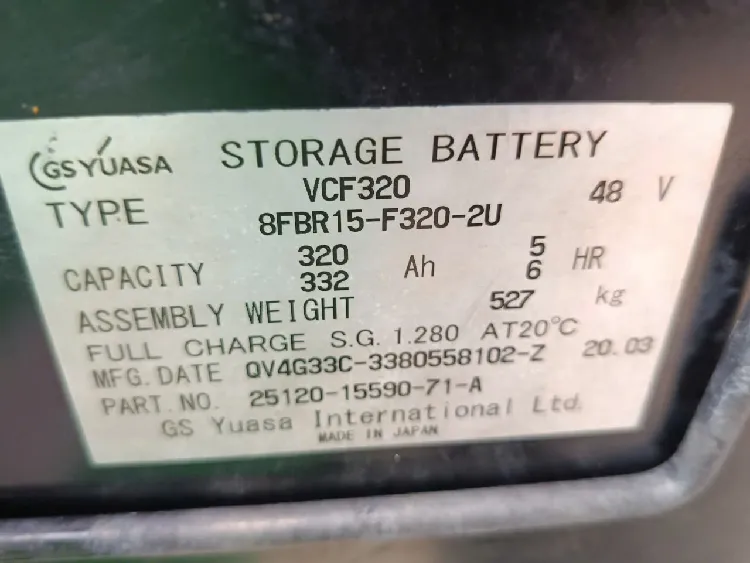 GS YUASA STORAGE BATTERY
TYPE VCF320 48 V
8FBR15-F320-2U
CAPACITY 320 Ah 5 HR
332 6
ASSEMBLY WEIGHT 527 kg
FULL CHARGE S.G. 1.280 AT20°C
MFG. DATE QV4G33C-3380558102-Z 20.03
PART. NO. 25120-15590-71-A
GS Yuasa International Ltd.
MADE IN JAPAN